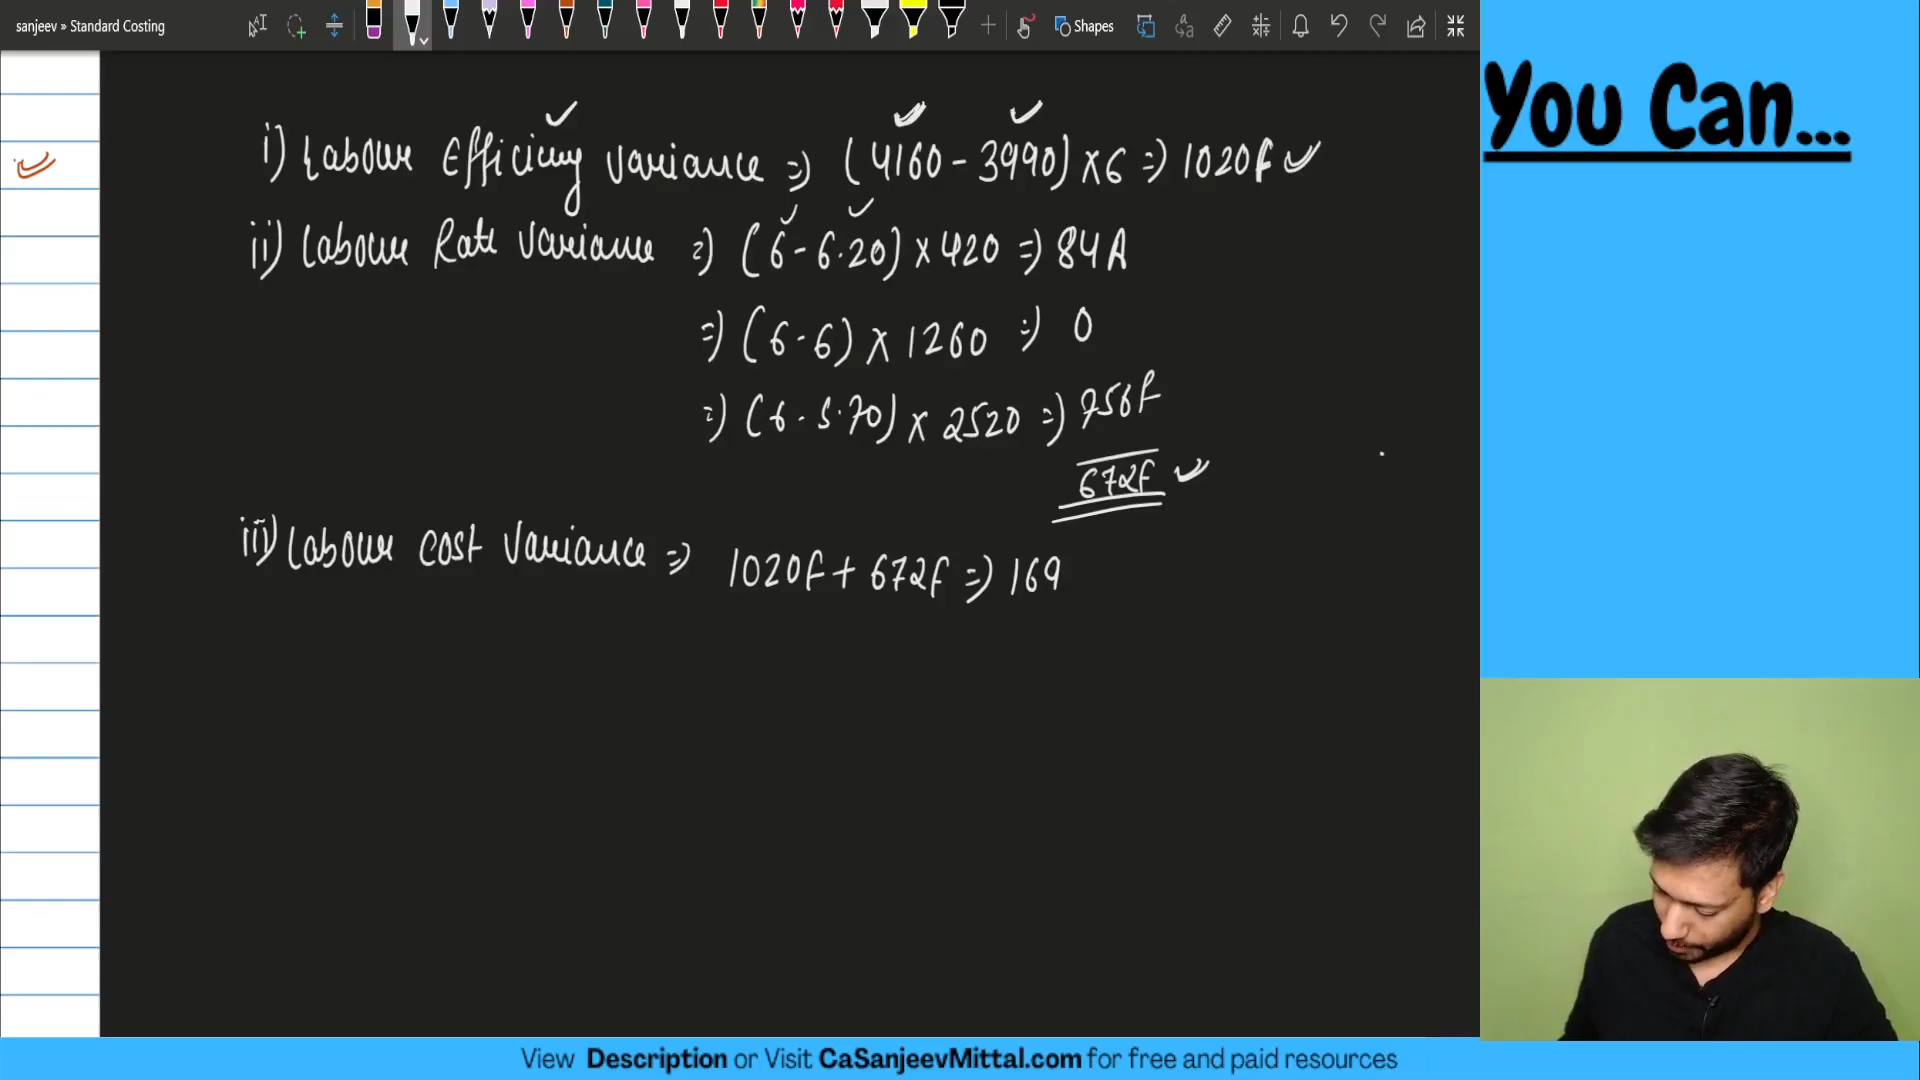 sanjeev » Standard Costing
Shapes
You Can...
i) Labour Efficiency Variance => (4160 - 3990) x 6 => 1020F
ii) Labour Rate Variance => (6 - 6.20) x 420 => 84A
=> (6 - 6) x 1260 => 0
=> (6 - 5.70) x 2520 => 756F
672F
iii) Labour Cost Variance => 1020F + 672F => 169
View Description or Visit CaSanjeevMittal.com for free and paid resources